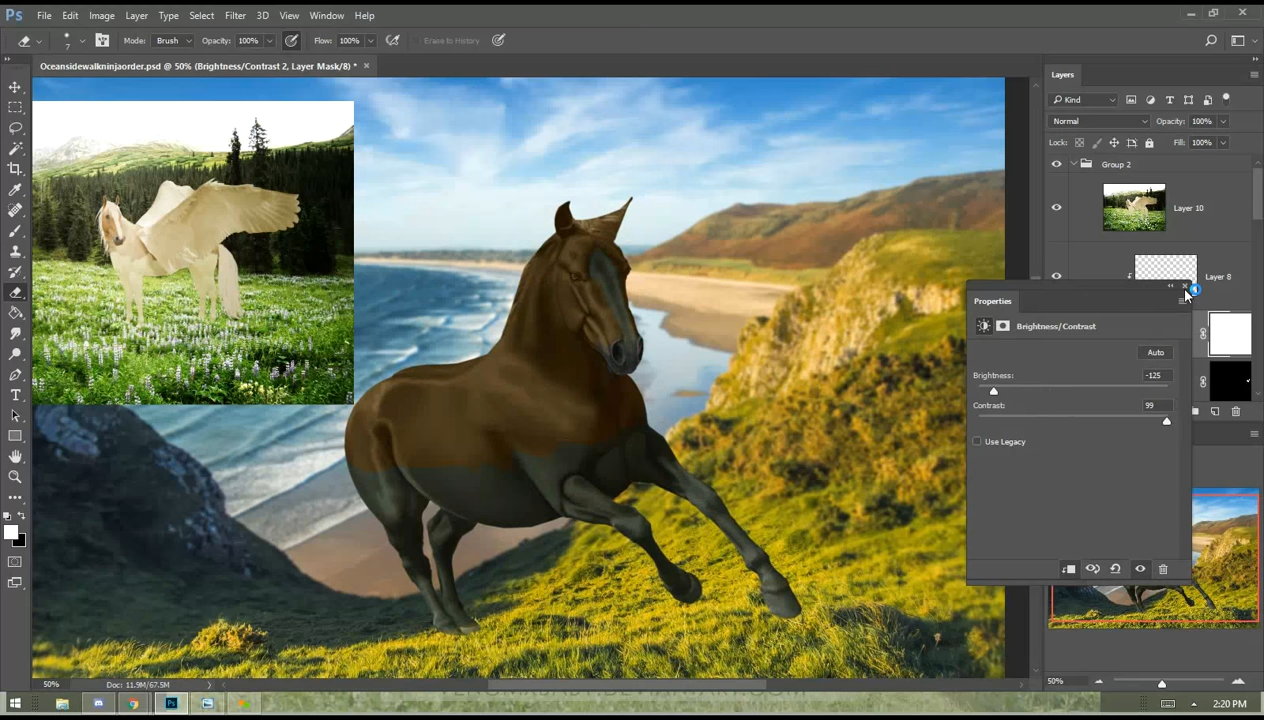 Ps File Edit Image Layer Type Select Filter 3D View Window Help
7 Mode: Brush Opacity: 100% Flow: 100% Erase to History
Oceansidewalkninjaorder.psd @ 50% (Brightness/Contrast 2, Layer Mask/8) *
Layers
Kind
Normal Opacity: 100%
Lock: Fill: 100%
Group 2
Layer 10
Layer 8
Properties
Brightness/Contrast
Auto
Brightness: -125
Contrast: 99
Use Legacy
T
50% Doc: 11.9M/67.5M
50%
Ps
2:20 PM